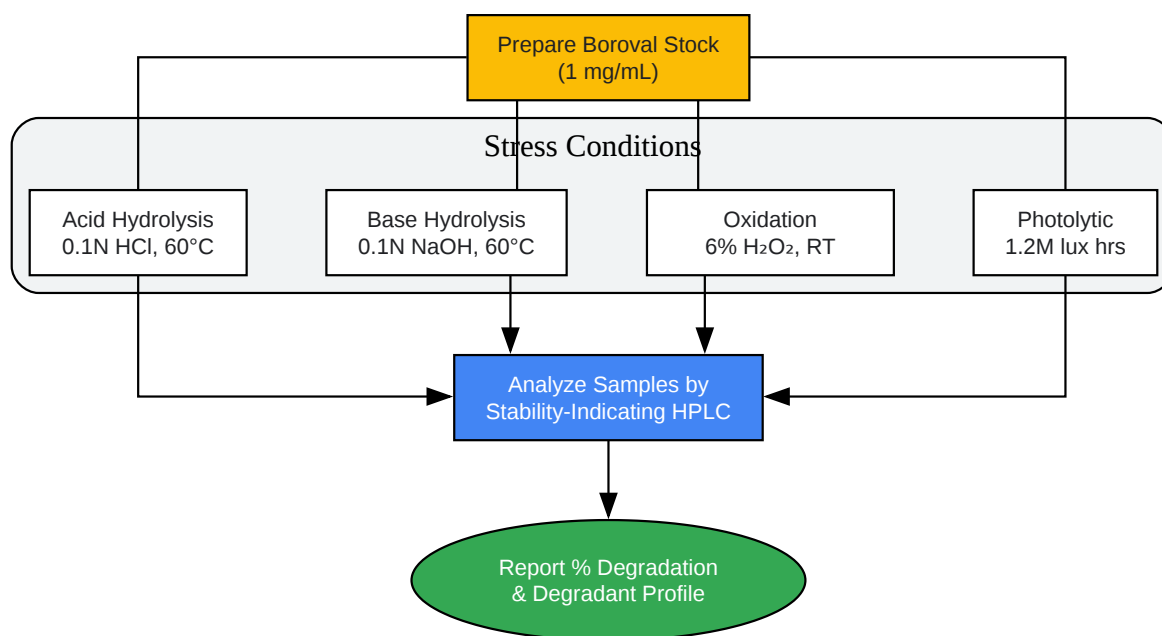 Prepare Boroval Stock
(1 mg/mL)
Stress Conditions
Acid Hydrolysis
0.1N HCl, 60°C
Base Hydrolysis
0.1N NaOH, 60°C
Oxidation
6% H₂O₂, RT
Photolytic
1.2M lux hrs
Analyze Samples by
Stability-Indicating HPLC
Report % Degradation
& Degradant Profile